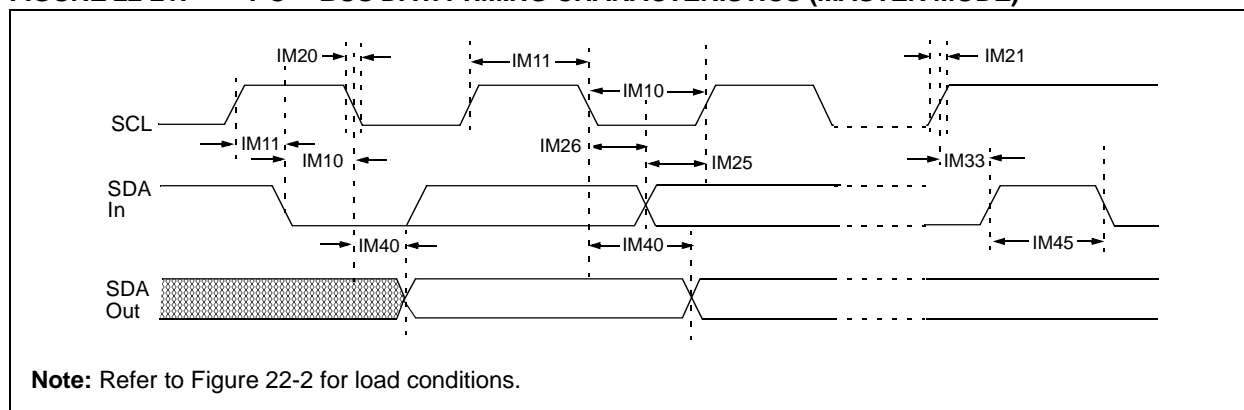 IM20
IM11
IM21
IM10
SCL
IM11
IM26
IM10
IM25
IM33
SDA
In
IM40
IM40
IM45
SDA
Out
Note: Refer to Figure 22-2 for load conditions.